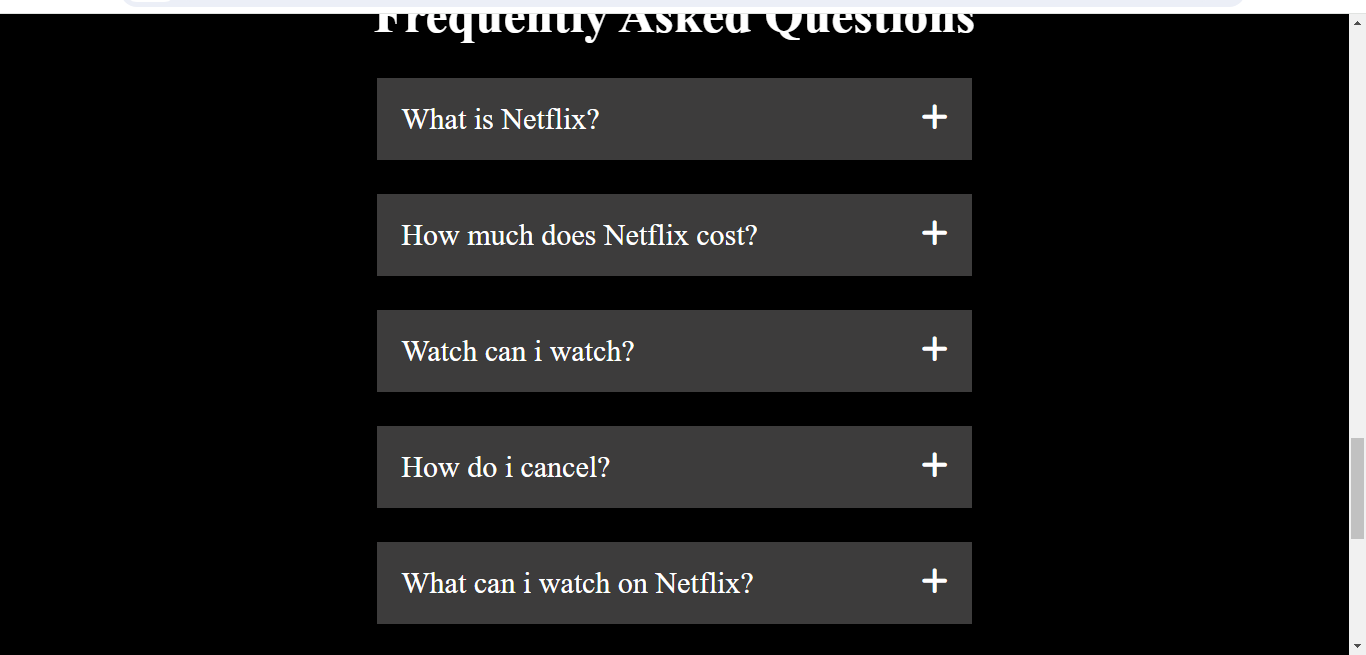 Frequently Asked Questions
What is Netflix?
How much does Netflix cost?
Watch can i watch?
How do i cancel?
What can i watch on Netflix?